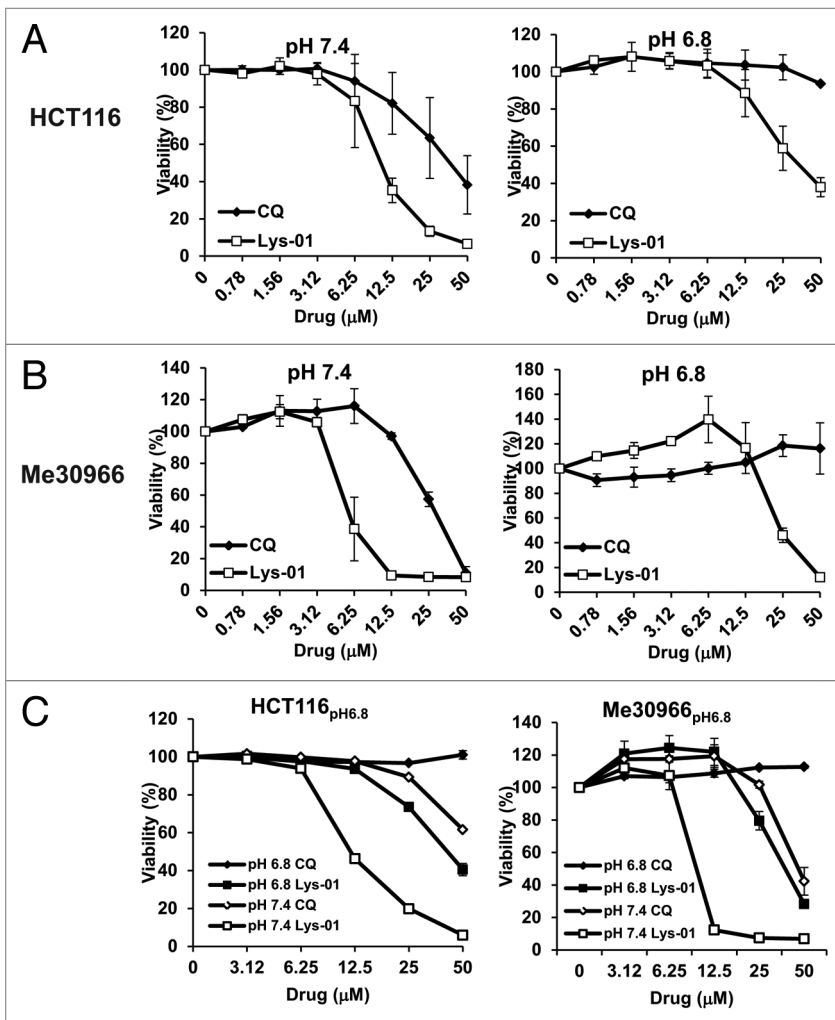 A
HCT116
pH 7.4
Viability (%)
120
100
80
60
40
20
0
CQ
Lys-01
0 0.78 1.56 3.12 6.25 12.5 25 50
Drug (µM)
pH 6.8
Viability (%)
120
100
80
60
40
20
0
CQ
Lys-01
0 0.78 1.56 3.12 6.25 12.5 25 50
Drug (µM)
B
Me30966
pH 7.4
Viability (%)
140
120
100
80
60
40
20
0
CQ
Lys-01
0 0.78 1.56 3.12 6.25 12.5 25 50
Drug (µM)
pH 6.8
Viability (%)
180
160
140
120
100
80
60
40
20
0
CQ
Lys-01
0 0.78 1.56 3.12 6.25 12.5 25 50
Drug (µM)
C
HCT116pH6.8
Viability (%)
120
100
80
60
40
20
0
pH 6.8 CQ
pH 6.8 Lys-01
pH 7.4 CQ
pH 7.4 Lys-01
0 3.12 6.25 12.5 25 50
Drug (µM)
Me30966pH6.8
Viability (%)
140
120
100
80
60
40
20
0
pH 6.8 CQ
pH 6.8 Lys-01
pH 7.4 CQ
pH 7.4 Lys-01
0 3.12 6.25 12.5 25 50
Drug (µM)